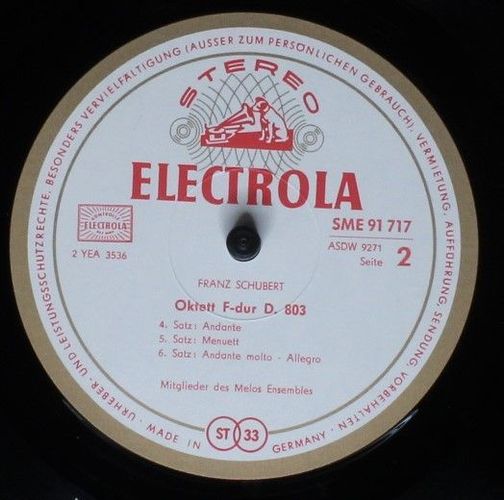 URHEBER- UND LEISTUNGSSCHUTZRECHTE, BESONDERS VERVIELFÄLTIGUNG (AUSSER ZUM PERSÖNLICHEN GEBRAUCH), VERMIETUNG, AUFFÜHRUNG, SENDUNG, VORBEHALTEN · MADE IN GERMANY ·
STEREO
ELECTROLA
ELECTROLA
SME 91 717
2 YEA 3536
ASDW 9271
Seite 2
FRANZ SCHUBERT
Oktett F-dur D. 803
4. Satz: Andante
5. Satz: Menuett
6. Satz: Andante molto - Allegro
Mitglieder des Melos Ensembles
ST 33